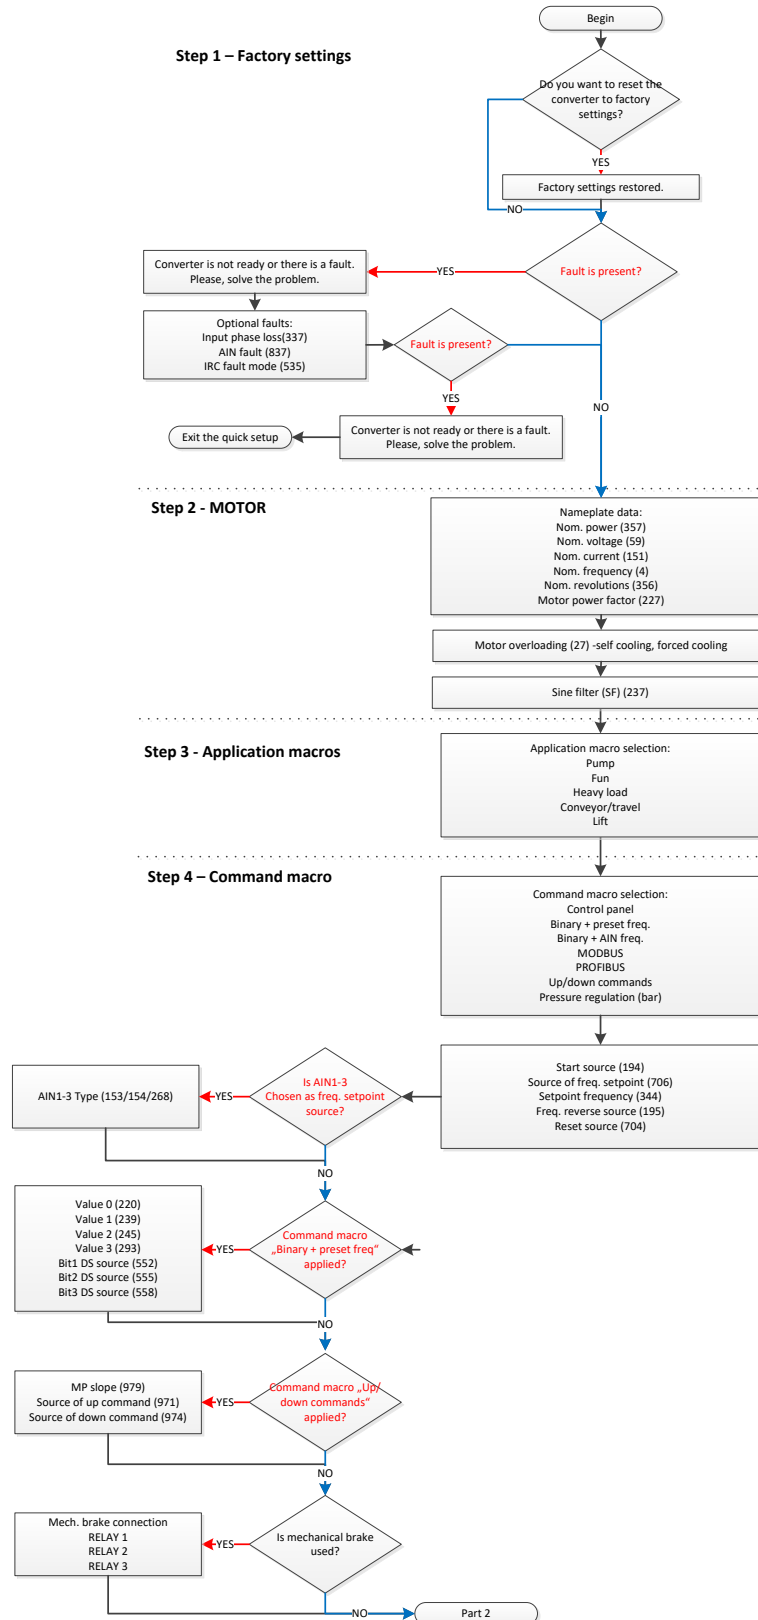 Begin
Step 1 – Factory settings
Do you want to reset the
converter to factory
settings?
YES
Factory settings restored.
NO
Converter is not ready or there is a fault.
Please, solve the problem.
YES
Fault is present?
Optional faults:
Input phase loss(337)
AIN fault (837)
IRC fault mode (535)
Fault is present?
YES
NO
Exit the quick setup
Converter is not ready or there is a fault.
Please, solve the problem.
Step 2 - MOTOR
Nameplate data:
Nom. power (357)
Nom. voltage (59)
Nom. current (151)
Nom. frequency (4)
Nom. revolutions (356)
Motor power factor (227)
Motor overloading (27) -self cooling, forced cooling
Sine filter (SF) (237)
Step 3 - Application macros
Application macro selection:
Pump
Fun
Heavy load
Conveyor/travel
Lift
Step 4 – Command macro
Command macro selection:
Control panel
Binary + preset freq.
Binary + AIN freq.
MODBUS
PROFIBUS
Up/down commands
Pressure regulation (bar)
Start source (194)
Source of freq. setpoint (706)
Setpoint frequency (344)
Freq. reverse source (195)
Reset source (704)
Is AIN1-3
Chosen as freq. setpoint
source?
YES
AIN1-3 Type (153/154/268)
NO
Value 0 (220)
Value 1 (239)
Value 2 (245)
Value 3 (293)
Bit1 DS source (552)
Bit2 DS source (555)
Bit3 DS source (558)
YES
Command macro
„Binary + preset freq“
applied?
NO
MP slope (979)
Source of up command (971)
Source of down command (974)
YES
Command macro „Up/
down commands“
applied?
NO
Mech. brake connection
RELAY 1
RELAY 2
RELAY 3
YES
Is mechanical brake
used?
NO
Part 2